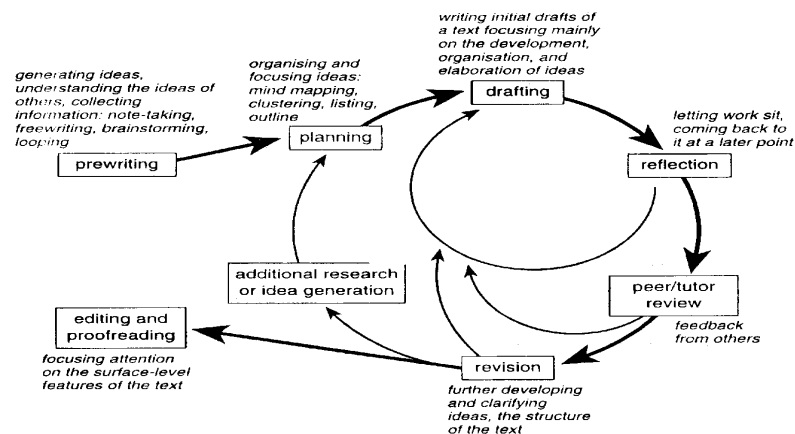 generating ideas,
understanding the ideas of
others, collecting
information: note-taking,
freewriting, brainstorming,
looping
prewriting
organising and
focusing ideas:
mind mapping,
clustering, listing,
outline
planning
writing initial drafts of
a text focusing mainly
on the development,
organisation, and
elaboration of ideas
drafting
letting work sit,
coming back to
it at a later point
reflection
peer/tutor
review
feedback
from others
revision
further developing
and clarifying
ideas, the structure
of the text
additional research
or idea generation
editing and
proofreading
focusing attention
on the surface-level
features of the text